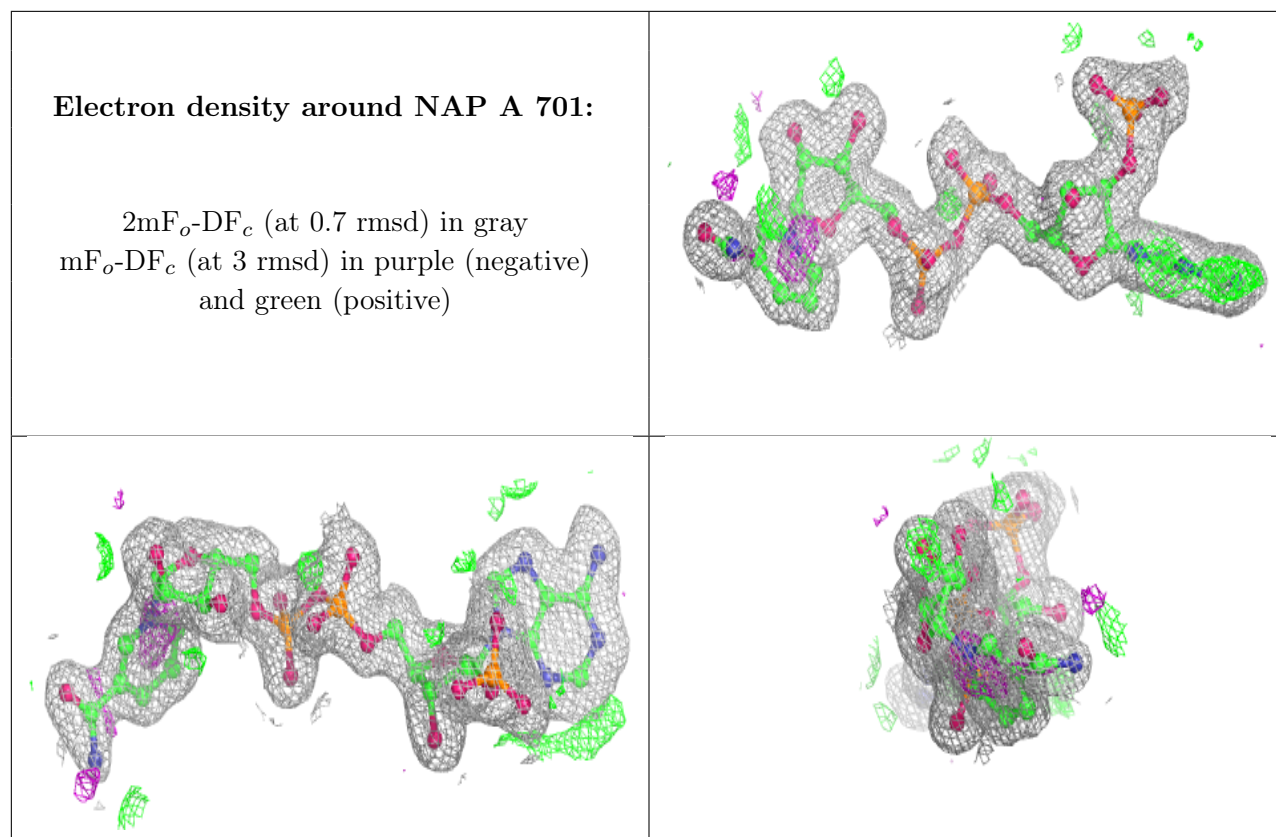 Electron density around NAP A 701:
2mFo-DFc (at 0.7 rmsd) in gray
mFo-DFc (at 3 rmsd) in purple (negative)
and green (positive)